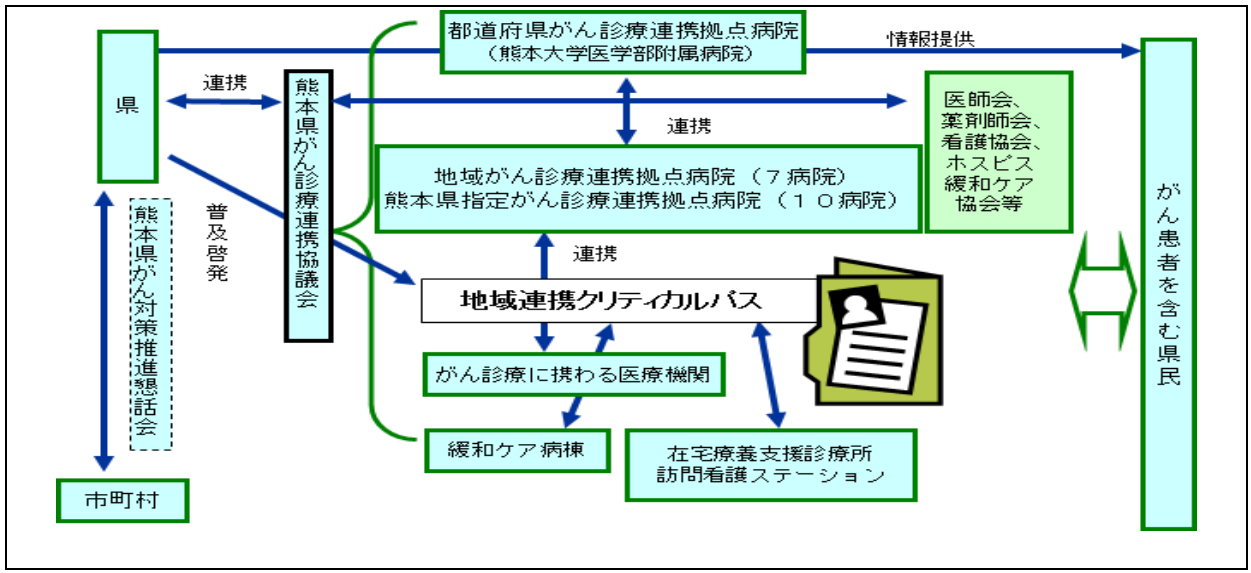 都道府県がん診療連携拠点病院
（熊本大学医学部附属病院）
情報提供
県
連携
熊本県がん診療連携協議会
医師会、
薬剤師会、
看護協会、
ホスピス
緩和ケア
協会等
連携
地域がん診療連携拠点病院（７病院）
熊本県指定がん診療連携拠点病院（１０病院）
がん患者を含む県民
熊本県がん対策推進懇話会
普及啓発
連携
地域連携クリティカルパス
がん診療に携わる医療機関
緩和ケア病棟
在宅療養支援診療所
訪問看護ステーション
市町村